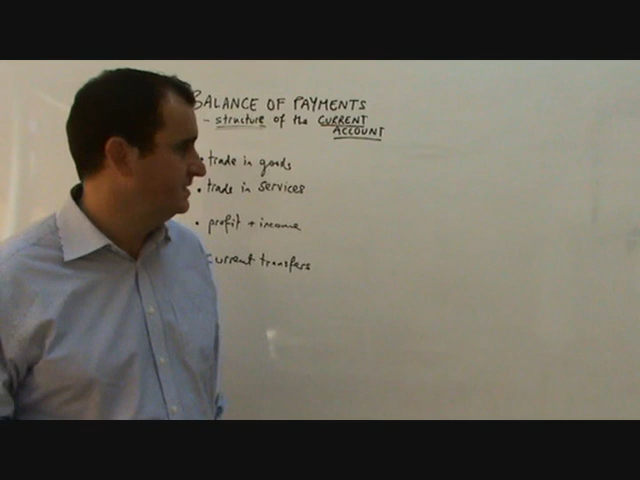 BALANCE OF PAYMENTS
- structure of the CURRENT
ACCOUNT
• trade in goods
• trade in services
• profit + income
current transfers